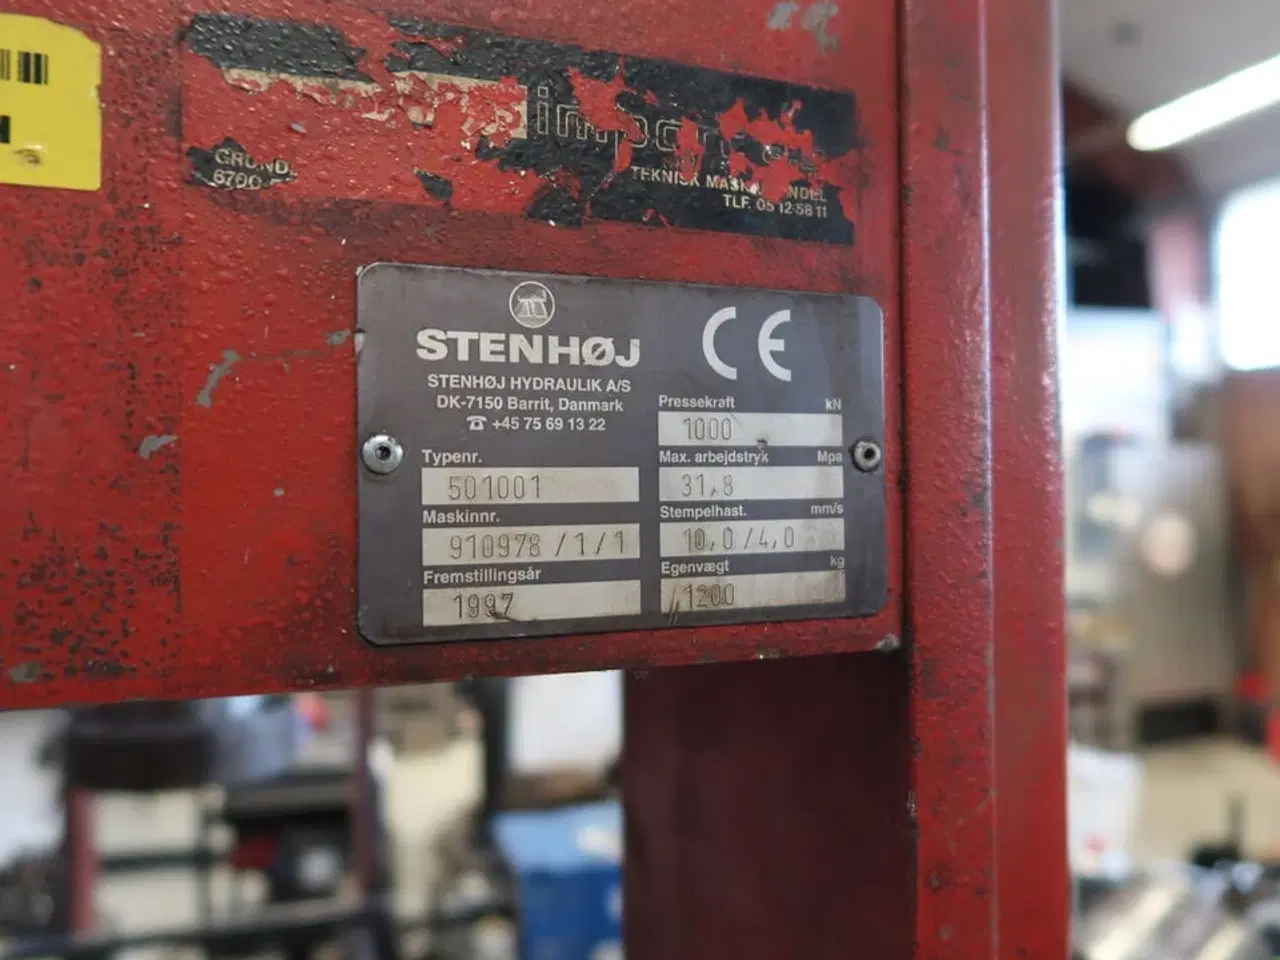 GRUND
6700
TEKNISK
TLF. 05 12 58 11
STENHØJ
STENHØJ HYDRAULIK A/S
DK-7150 Barrit, Danmark
☎ +45 75 69 13 22
CE
Typenr.
501001
Maskinnr.
910978/1/1
Fremstillingsår
1997
Pressekraft kN
1000
Max. arbejdstryk Mpa
31,8
Stempelhast. mm/s
10,0/4,0
Egenvægt kg
1200